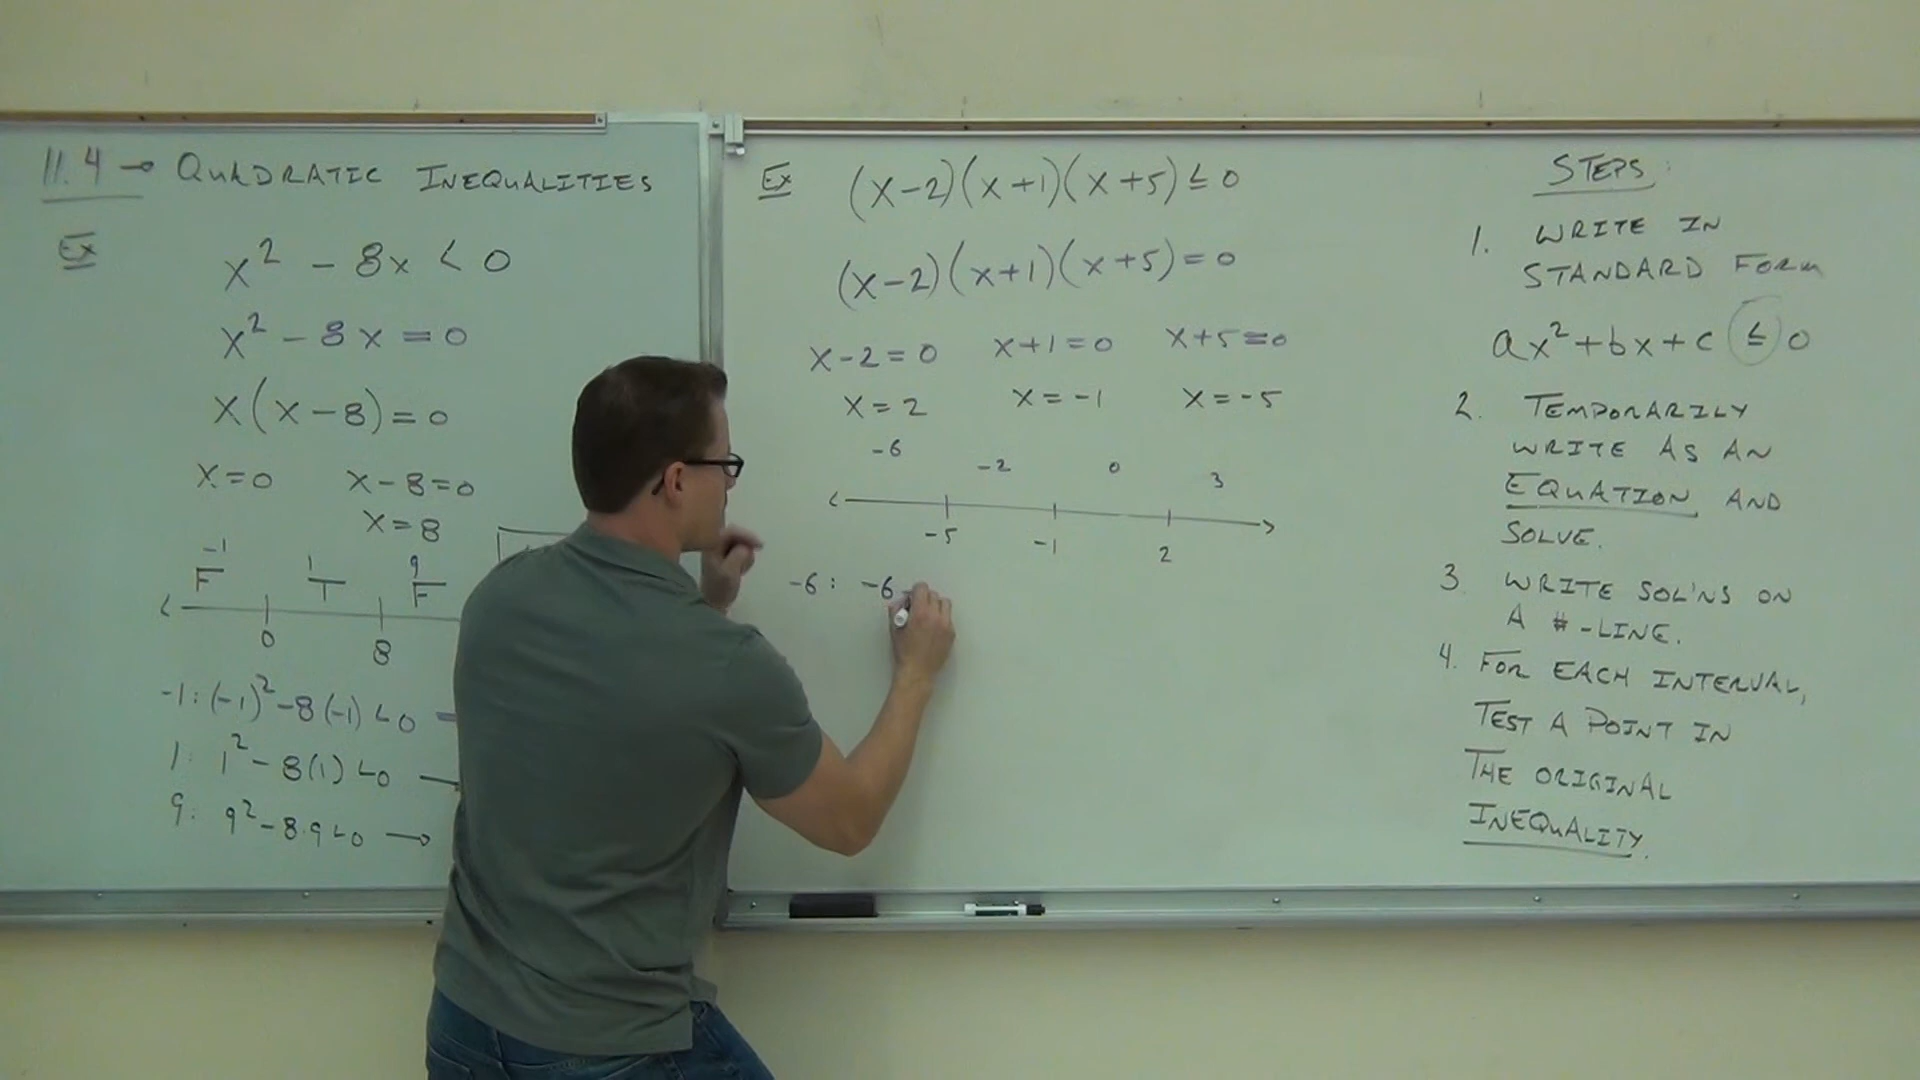 11.4 → QUADRATIC INEQUALITIES
Ex
x² - 8x < 0
x² - 8x = 0
x(x-8) = 0
x=0 x-8=0
x=8
-1 1 9
F T F
0 8
-1: (-1)² - 8(-1) < 0
1: 1² - 8(1) < 0
9: 9² - 8·9 < 0 →
Ex (x-2)(x+1)(x+5) ≤ 0
(x-2)(x+1)(x+5) = 0
x-2=0 x+1=0 x+5=0
x=2 x=-1 x=-5
-6 -2 0 3
-5 -1 2
-6: -6
STEPS:
1. WRITE IN
STANDARD FORM
ax²+bx+c ≤ 0
2. TEMPORARILY
WRITE AS AN
EQUATION AND
SOLVE.
3 WRITE SOL'NS ON
A #-LINE.
4. FOR EACH INTERVAL,
TEST A POINT IN
THE ORIGINAL
INEQUALITY.